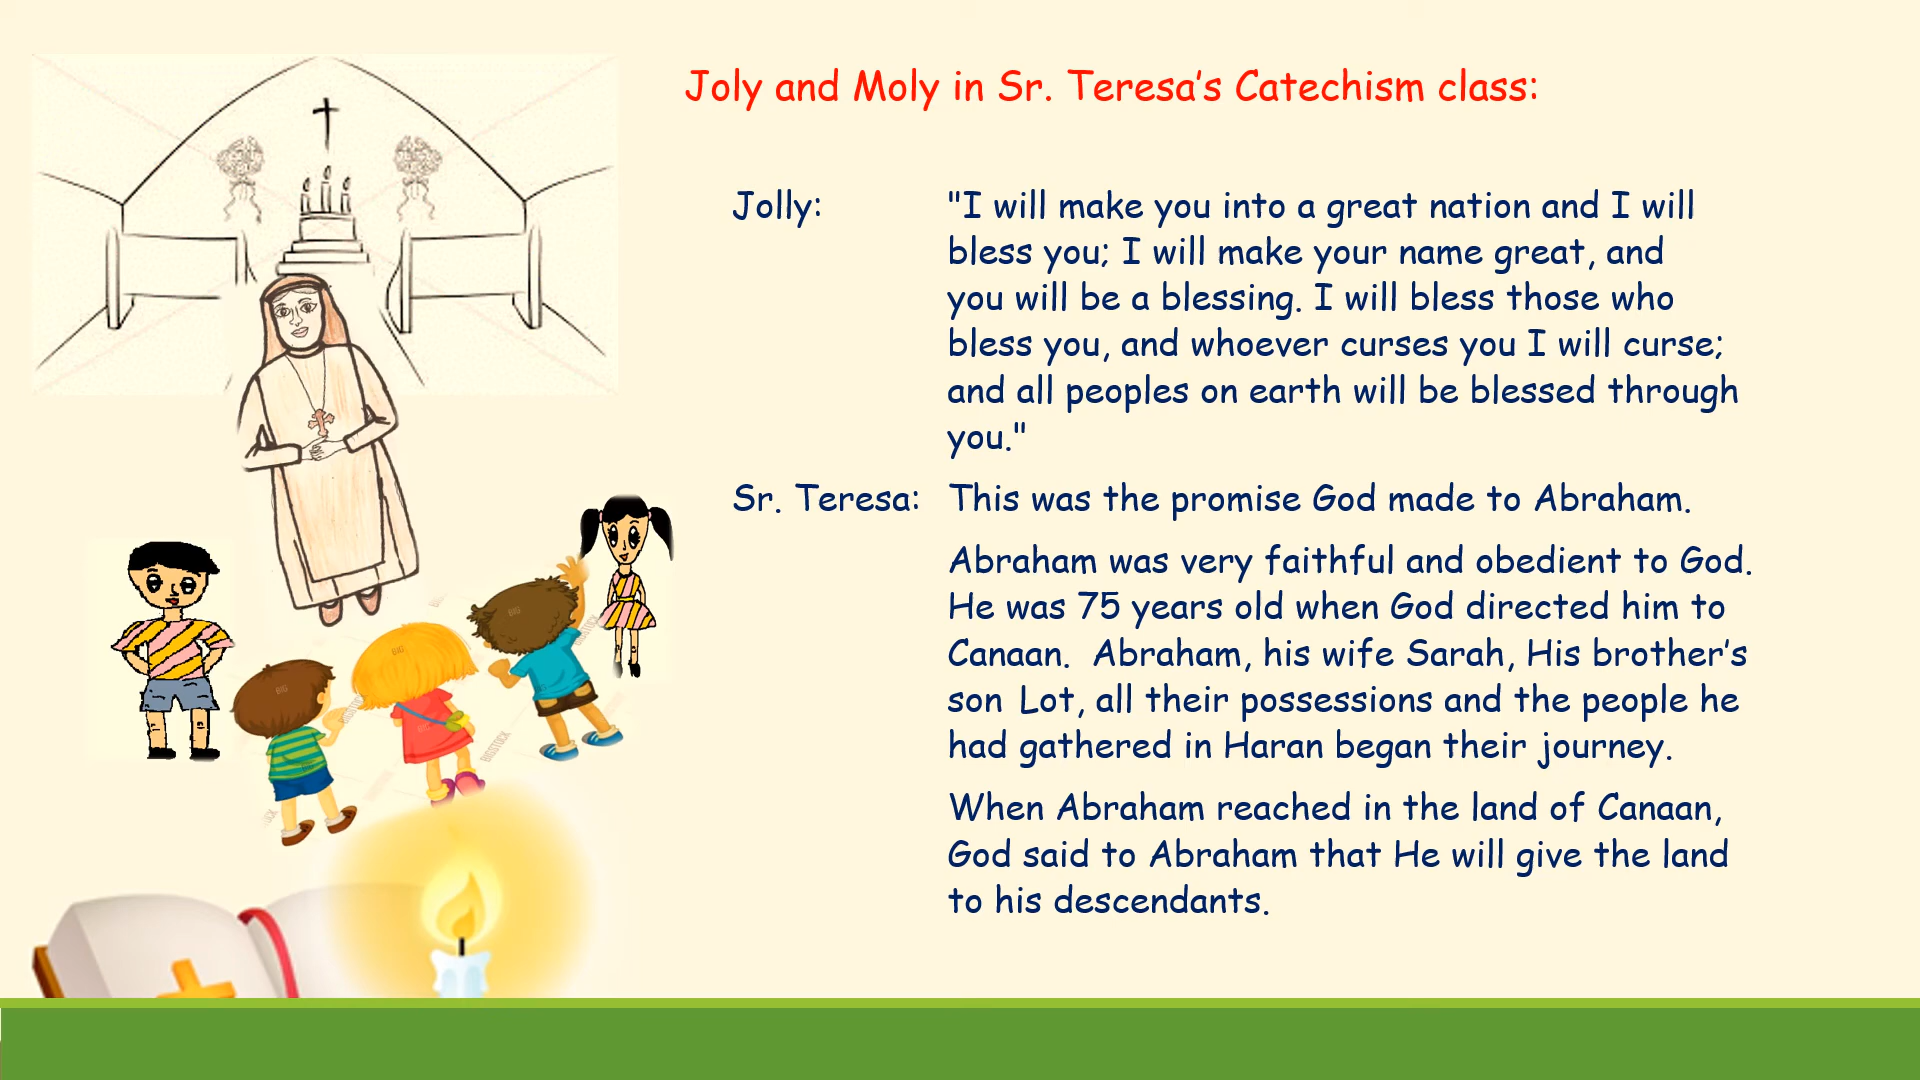 Joly and Moly in Sr. Teresa’s Catechism class:
Jolly: "I will make you into a great nation and I will
bless you; I will make your name great, and
you will be a blessing. I will bless those who
bless you, and whoever curses you I will curse;
and all peoples on earth will be blessed through
you."
Sr. Teresa: This was the promise God made to Abraham.
Abraham was very faithful and obedient to God.
He was 75 years old when God directed him to
Canaan. Abraham, his wife Sarah, His brother’s
son Lot, all their possessions and the people he
had gathered in Haran began their journey.
When Abraham reached in the land of Canaan,
God said to Abraham that He will give the land
to his descendants.
BIG
BIG
BIG
BIGSTOCK
BIGSTOCK